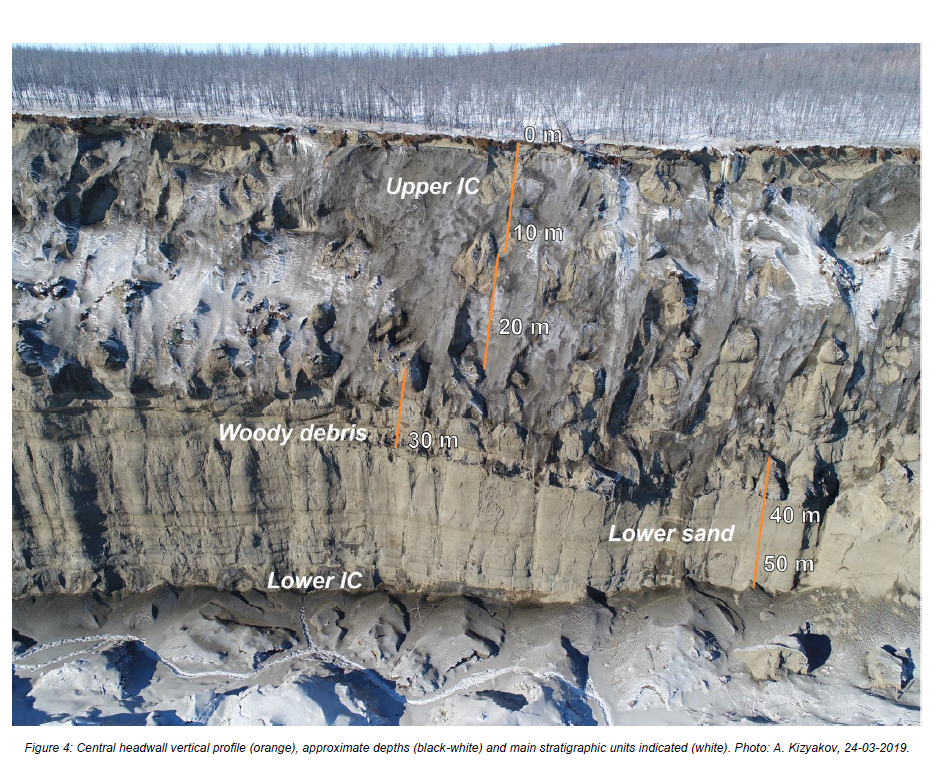 0 m
Upper IC
10 m
20 m
Woody debris
30 m
40 m
Lower sand
50 m
Lower IC
Figure 4: Central headwall vertical profile (orange), approximate depths (black-white) and main stratigraphic units indicated (white). Photo: A. Kizyakov, 24-03-2019.